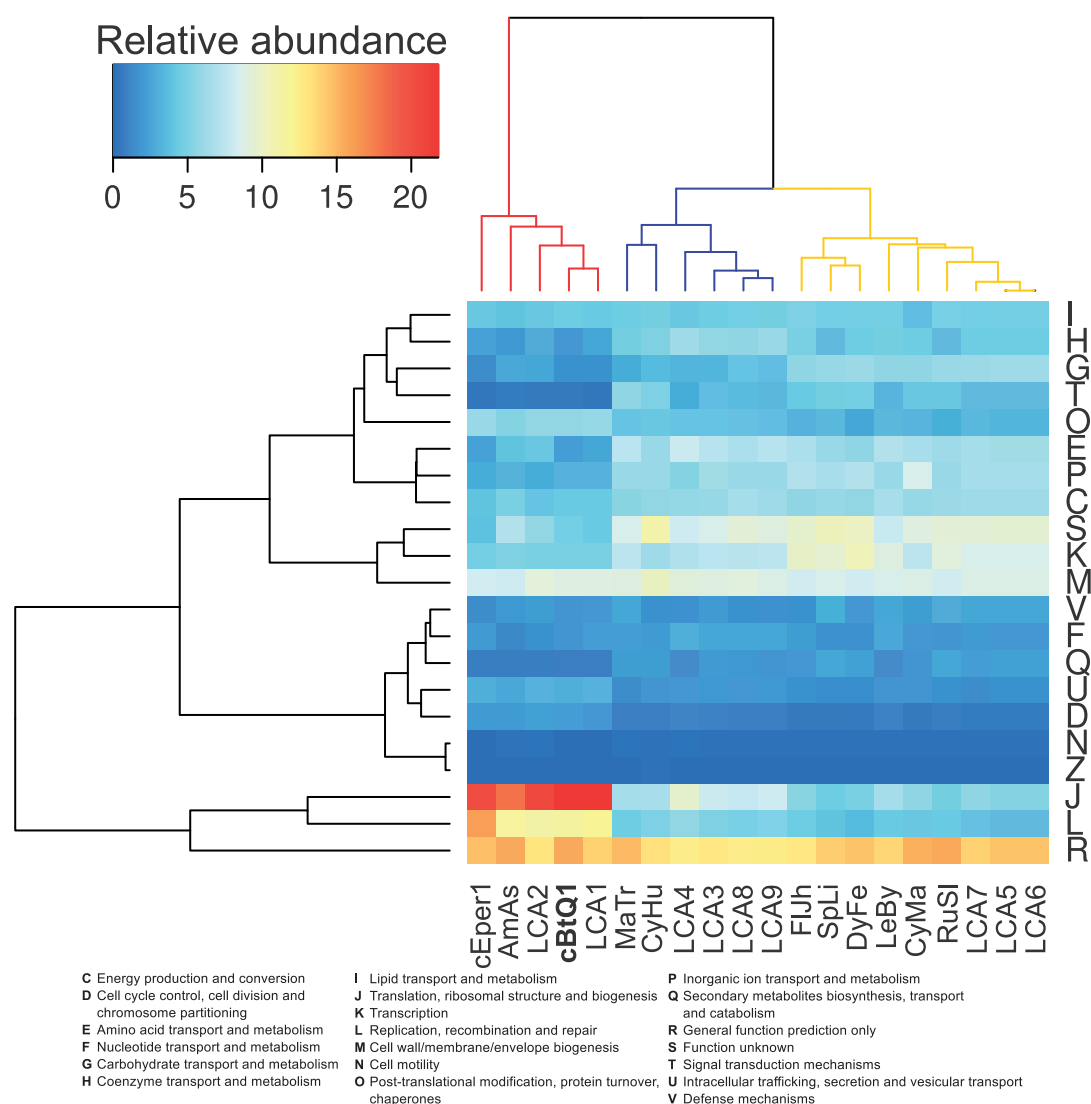 Relative abundance
0 5 10 15 20
I
H
G
T
O
E
P
C
S
K
M
V
F
Q
U
D
N
Z
J
L
R
cEper1 AmAs LCA2 cBtQ1 LCA1 MaTr CyHu LCA4 LCA3 LCA8 LCA9 FlJh SpLi DyFe LeBy CyMa RuSl LCA7 LCA5 LCA6
C Energy production and conversion
D Cell cycle control, cell division and
chromosome partitioning
E Amino acid transport and metabolism
F Nucleotide transport and metabolism
G Carbohydrate transport and metabolism
H Coenzyme transport and metabolism
I Lipid transport and metabolism
J Translation, ribosomal structure and biogenesis
K Transcription
L Replication, recombination and repair
M Cell wall/membrane/envelope biogenesis
N Cell motility
O Post-translational modification, protein turnover,
chaperones
P Inorganic ion transport and metabolism
Q Secondary metabolites biosynthesis, transport
and catabolism
R General function prediction only
S Function unknown
T Signal transduction mechanisms
U Intracellular trafficking, secretion and vesicular transport
V Defense mechanisms